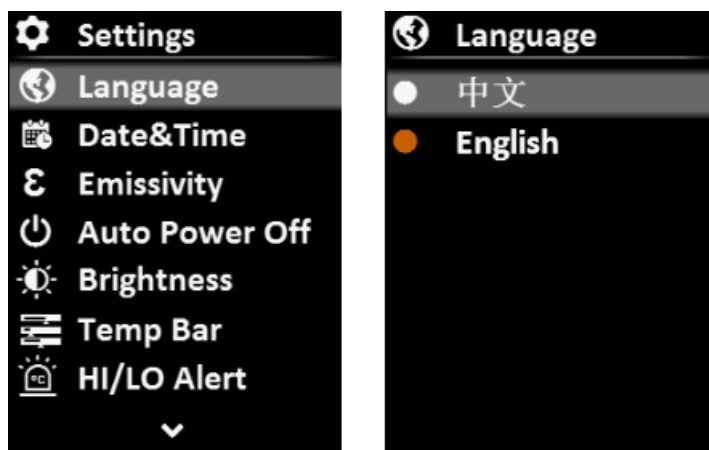 Settings
Language
Date&Time
ε Emissivity
Auto Power Off
Brightness
Temp Bar
°C HI/LO Alert
Language
中文
English